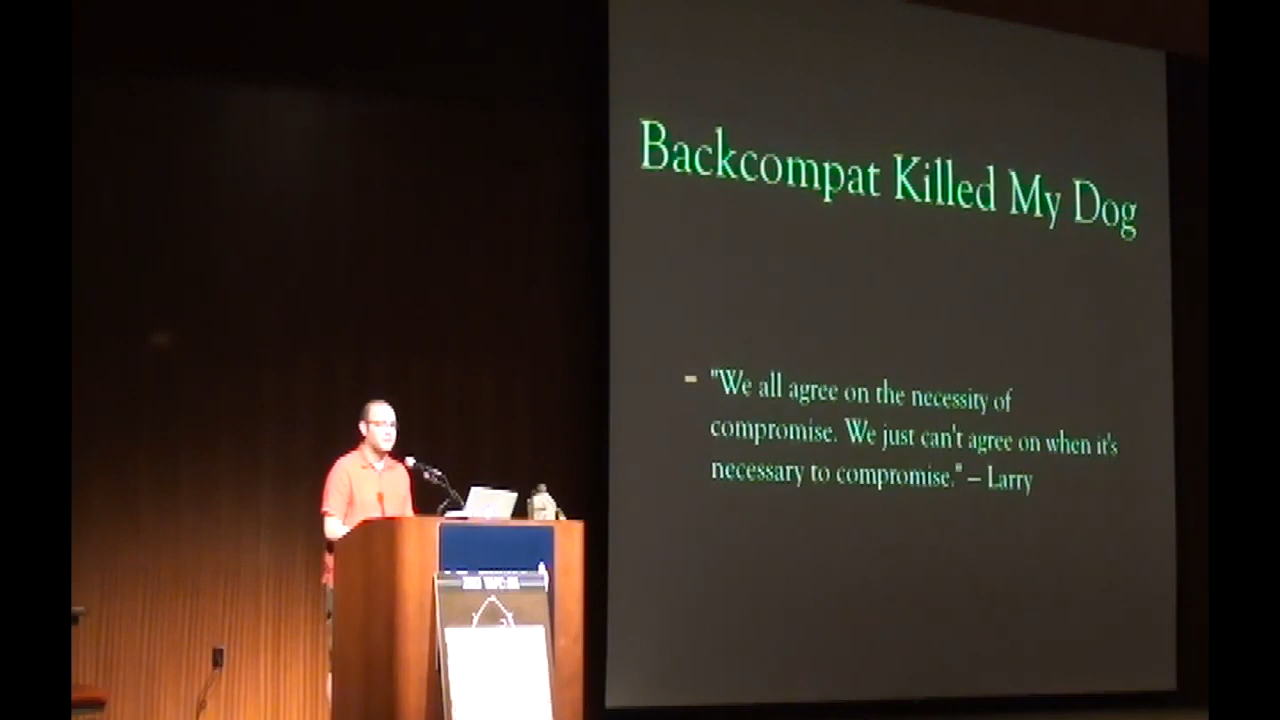 Backcompat Killed My Dog
"We all agree on the necessity of
compromise. We just can't agree on when it's
necessary to compromise." – Larry